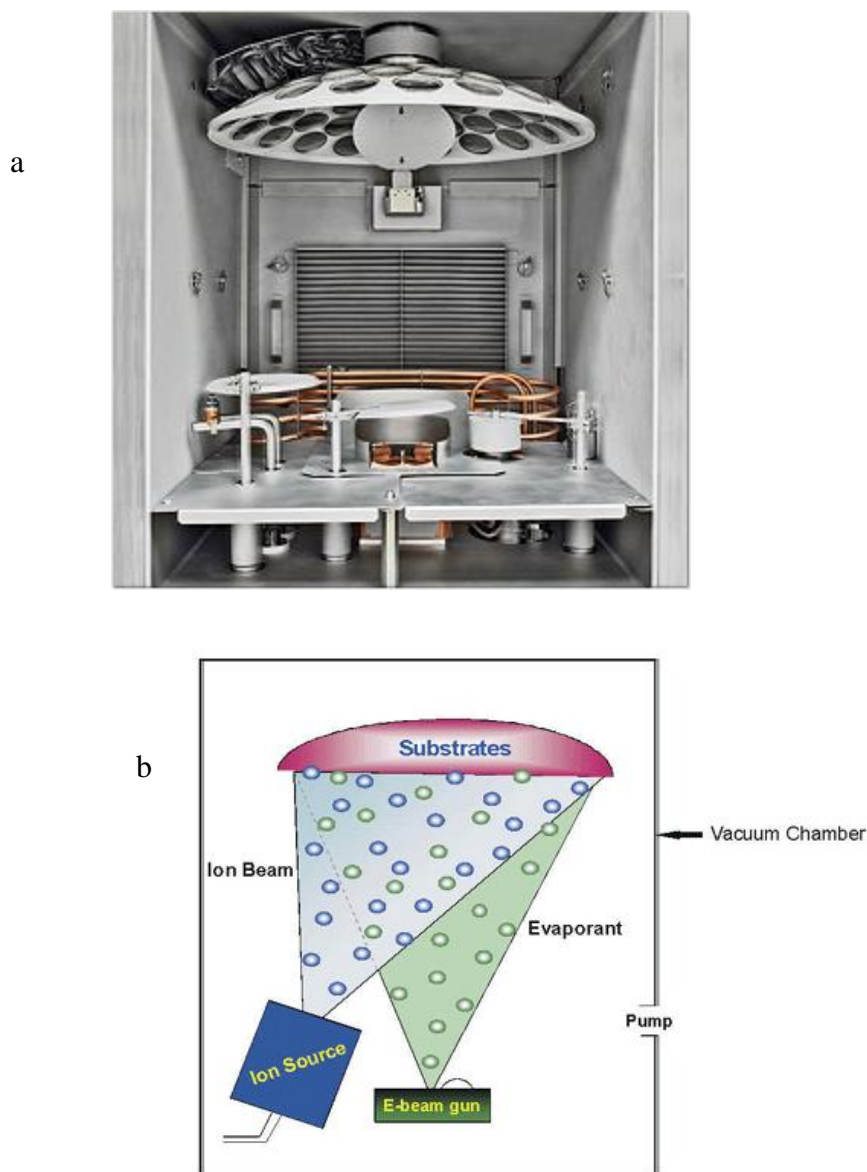 a
b
Substrates
Ion Beam
Vacuum Chamber
Evaporant
Pump
Ion Source
E-beam gun